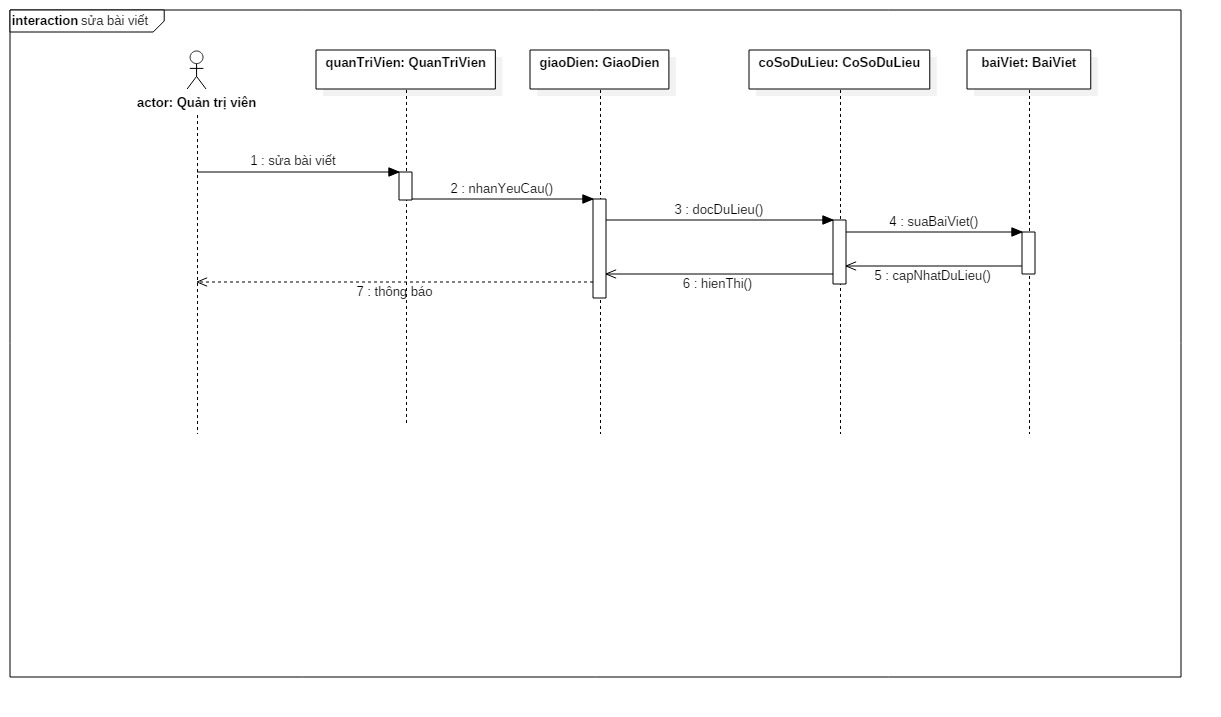 interaction sửa bài viết
quanTriVien: QuanTriVien
giaoDien: GiaoDien
coSoDuLieu: CoSoDuLieu
baiViet: BaiViet
actor: Quản trị viên
1 : sửa bài viết
2 : nhanYeuCau()
3 : docDuLieu()
4 : suaBaiViet()
5 : capNhatDuLieu()
6 : hienThi()
7 : thông báo